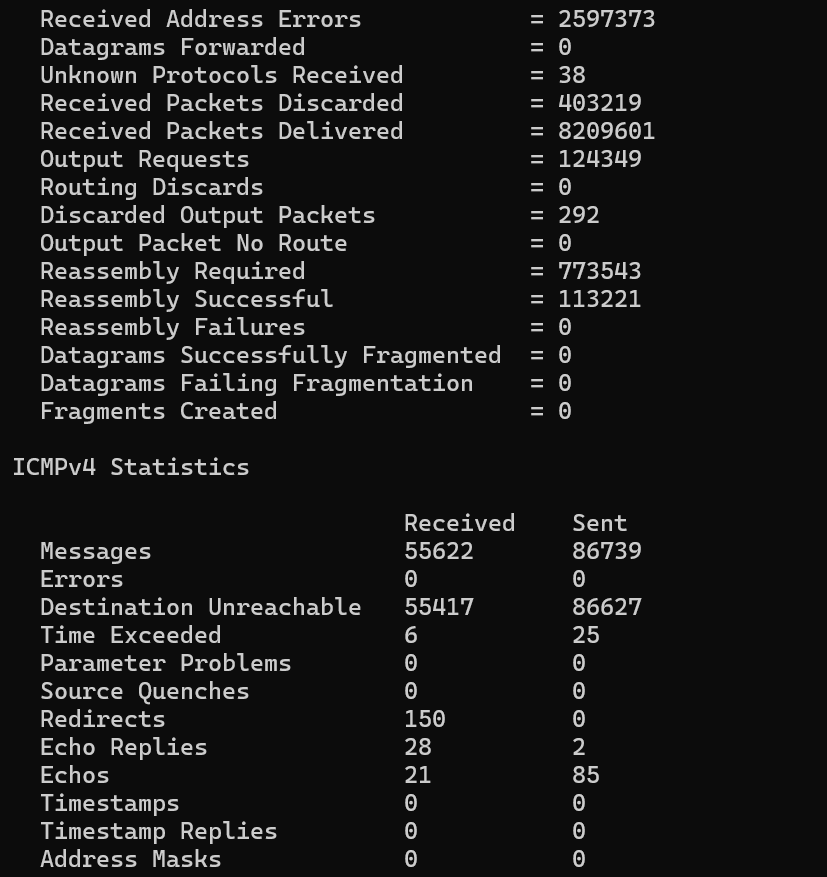 Received Address Errors = 2597373
Datagrams Forwarded = 0
Unknown Protocols Received = 38
Received Packets Discarded = 403219
Received Packets Delivered = 8209601
Output Requests = 124349
Routing Discards = 0
Discarded Output Packets = 292
Output Packet No Route = 0
Reassembly Required = 773543
Reassembly Successful = 113221
Reassembly Failures = 0
Datagrams Successfully Fragmented = 0
Datagrams Failing Fragmentation = 0
Fragments Created = 0
ICMPv4 Statistics
Received Sent
Messages 55622 86739
Errors 0 0
Destination Unreachable 55417 86627
Time Exceeded 6 25
Parameter Problems 0 0
Source Quenches 0 0
Redirects 150 0
Echo Replies 28 2
Echos 21 85
Timestamps 0 0
Timestamp Replies 0 0
Address Masks 0 0